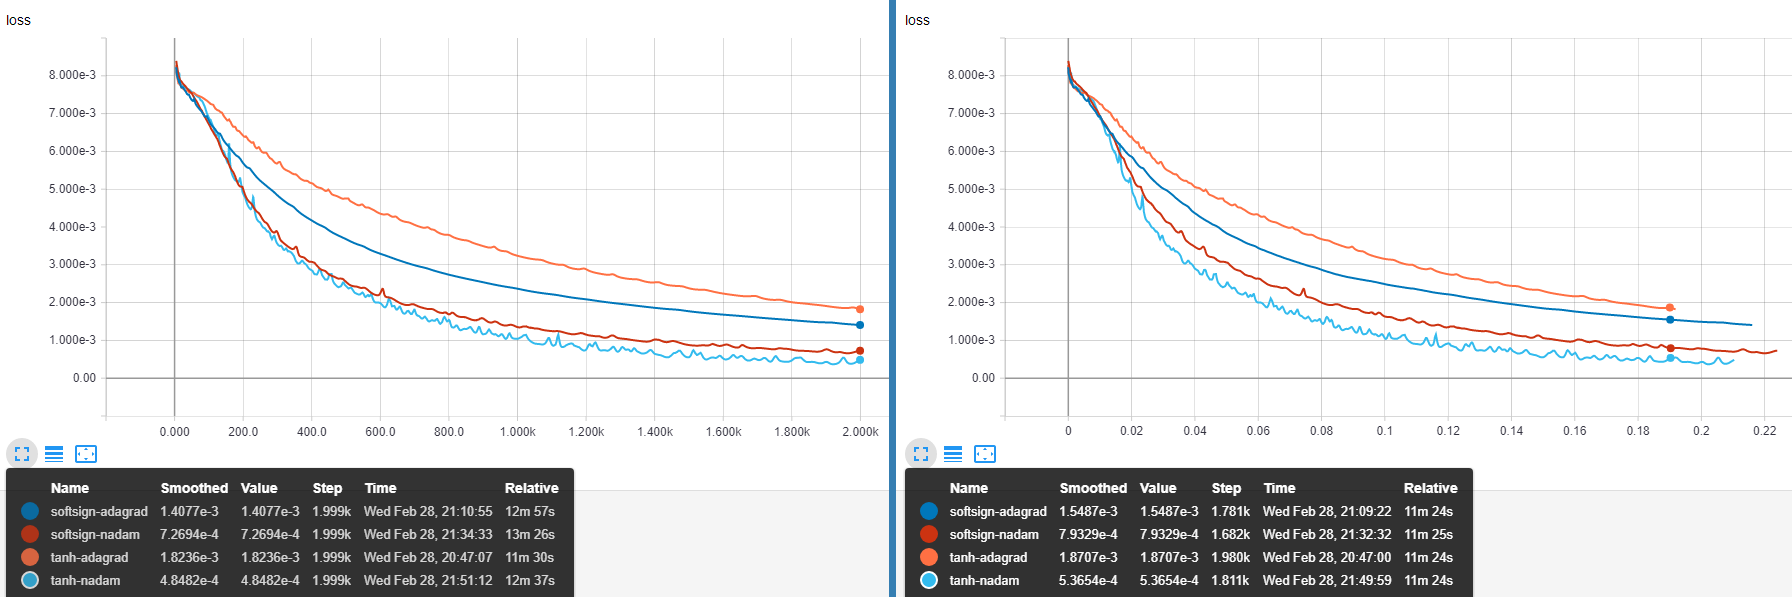 loss
8.000e-3
7.000e-3
6.000e-3
5.000e-3
4.000e-3
3.000e-3
2.000e-3
1.000e-3
0.00
0.000 200.0 400.0 600.0 800.0 1.000k 1.200k 1.400k 1.600k 1.800k 2.000k
Name Smoothed Value Step Time Relative
softsign-adagrad 1.4077e-3 1.4077e-3 1.999k Wed Feb 28, 21:10:55 12m 57s
softsign-nadam 7.2694e-4 7.2694e-4 1.999k Wed Feb 28, 21:34:33 13m 26s
tanh-adagrad 1.8236e-3 1.8236e-3 1.999k Wed Feb 28, 20:47:07 11m 30s
tanh-nadam 4.8482e-4 4.8482e-4 1.999k Wed Feb 28, 21:51:12 12m 37s
loss
8.000e-3
7.000e-3
6.000e-3
5.000e-3
4.000e-3
3.000e-3
2.000e-3
1.000e-3
0.00
0 0.02 0.04 0.06 0.08 0.1 0.12 0.14 0.16 0.18 0.2 0.22
Name Smoothed Value Step Time Relative
softsign-adagrad 1.5487e-3 1.5487e-3 1.781k Wed Feb 28, 21:09:22 11m 24s
softsign-nadam 7.9329e-4 7.9329e-4 1.682k Wed Feb 28, 21:32:32 11m 25s
tanh-adagrad 1.8707e-3 1.8707e-3 1.980k Wed Feb 28, 20:47:00 11m 24s
tanh-nadam 5.3654e-4 5.3654e-4 1.811k Wed Feb 28, 21:49:59 11m 24s